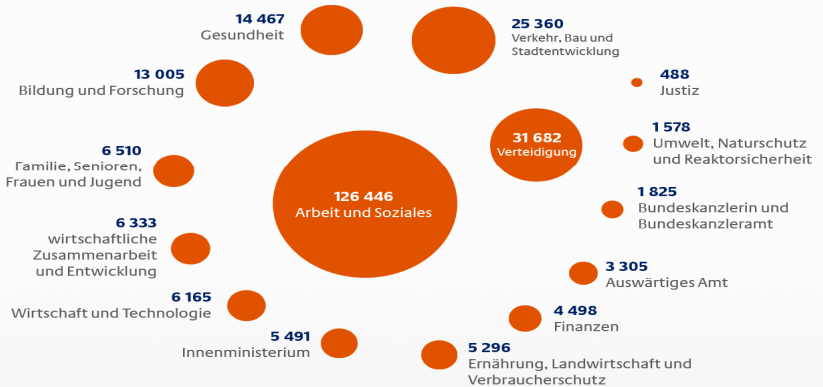 14 467
Gesundheit
25 360
Verkehr, Bau und
Stadtentwicklung
13 005
Bildung und Forschung
488
Justiz
31 682
Verteidigung
1 578
Umwelt, Naturschutz
und Reaktorsicherheit
6 510
Familie, Senioren,
Frauen und Jugend
126 446
Arbeit und Soziales
1 825
Bundeskanzlerin und
Bundeskanzleramt
6 333
wirtschaftliche
Zusammenarbeit
und Entwicklung
3 305
Auswärtiges Amt
6 165
Wirtschaft und Technologie
4 498
Finanzen
5 491
Innenministerium
5 296
Ernährung, Landwirtschaft und
Verbraucherschutz